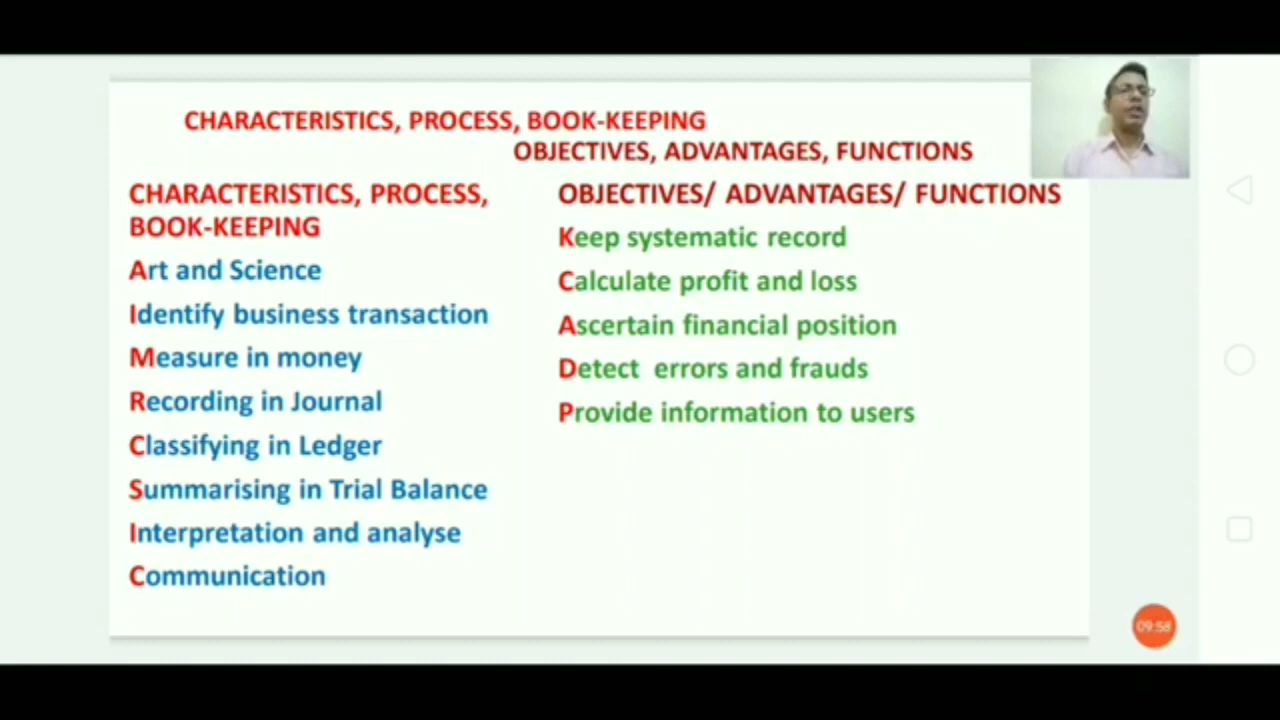 CHARACTERISTICS, PROCESS, BOOK-KEEPING
OBJECTIVES, ADVANTAGES, FUNCTIONS
CHARACTERISTICS, PROCESS,
BOOK-KEEPING
Art and Science
Identify business transaction
Measure in money
Recording in Journal
Classifying in Ledger
Summarising in Trial Balance
Interpretation and analyse
Communication
OBJECTIVES/ ADVANTAGES/ FUNCTIONS
Keep systematic record
Calculate profit and loss
Ascertain financial position
Detect errors and frauds
Provide information to users
09:58